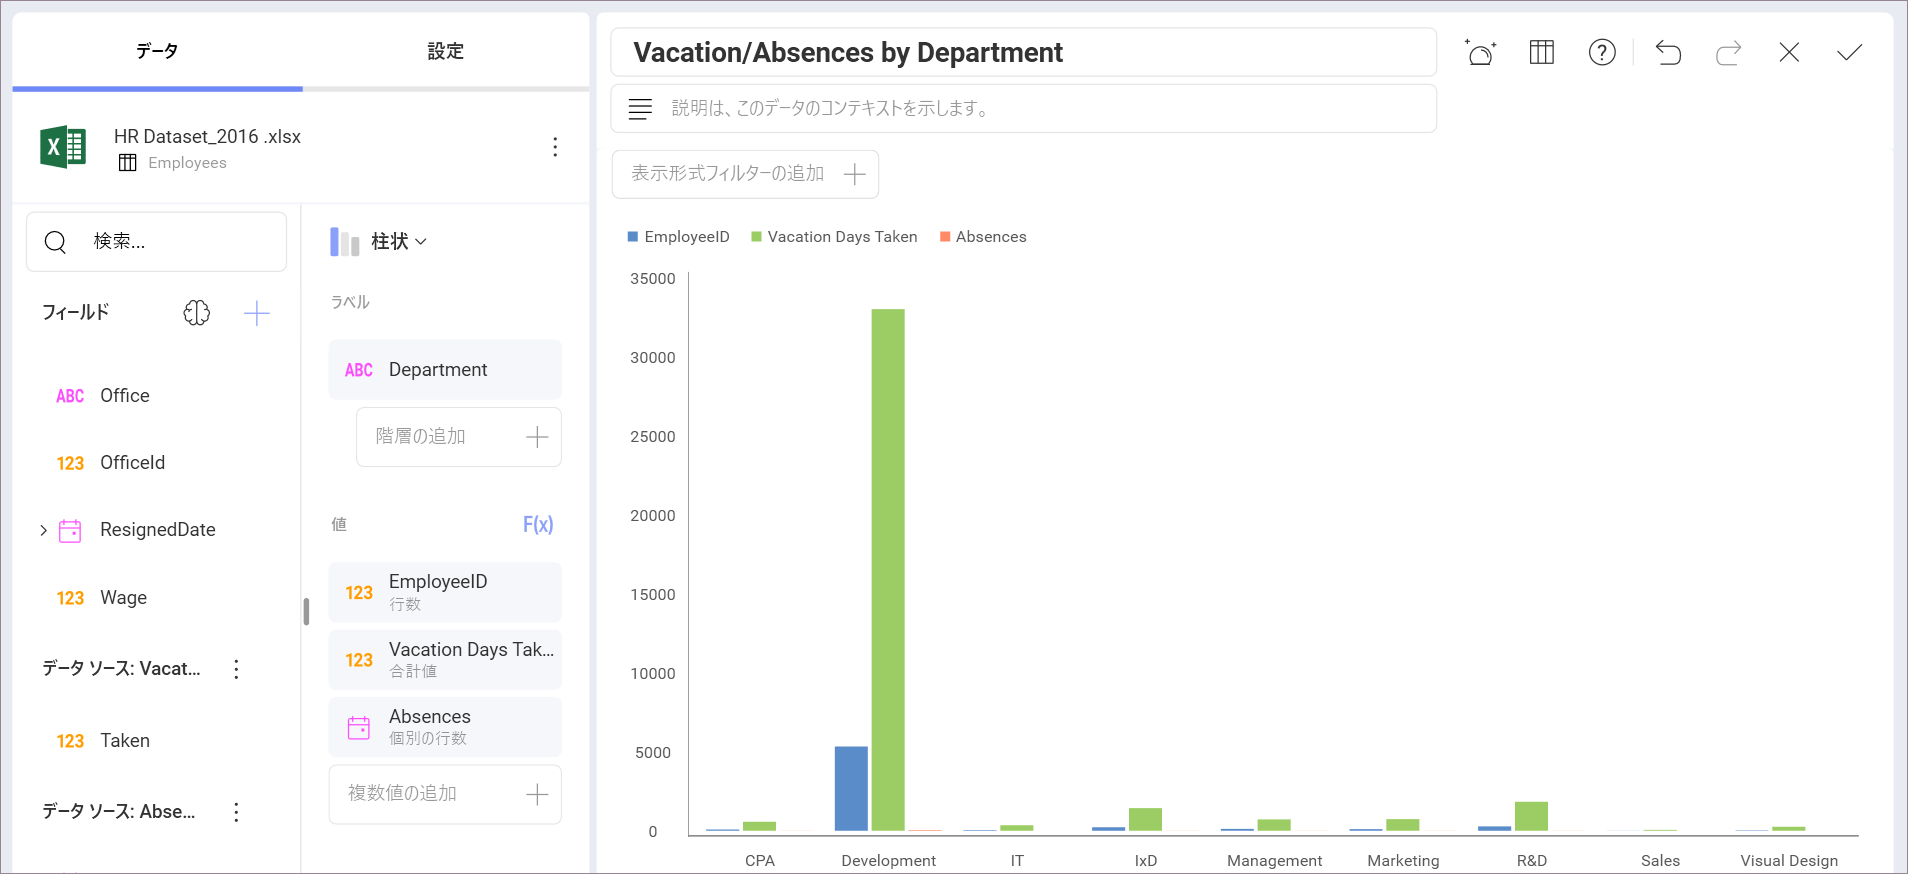 データ
設定
HR Dataset_2016 .xlsx
Employees
検索...
フィールド
ABC Office
123 OfficeId
ResignedDate
123 Wage
データ ソース: Vacat...
123 Taken
データ ソース: Abse...
柱状
ラベル
ABC Department
階層の追加
値
F(x)
123 EmployeeID
行数
123 Vacation Days Tak...
合計値
Absences
個別の行数
複数値の追加
Vacation/Absences by Department
説明は、このデータのコンテキストを示します。
表示形式フィルターの追加
EmployeeID Vacation Days Taken Absences
35000
30000
25000
20000
15000
10000
5000
0
CPA Development IT IxD Management Marketing R&D Sales Visual Design